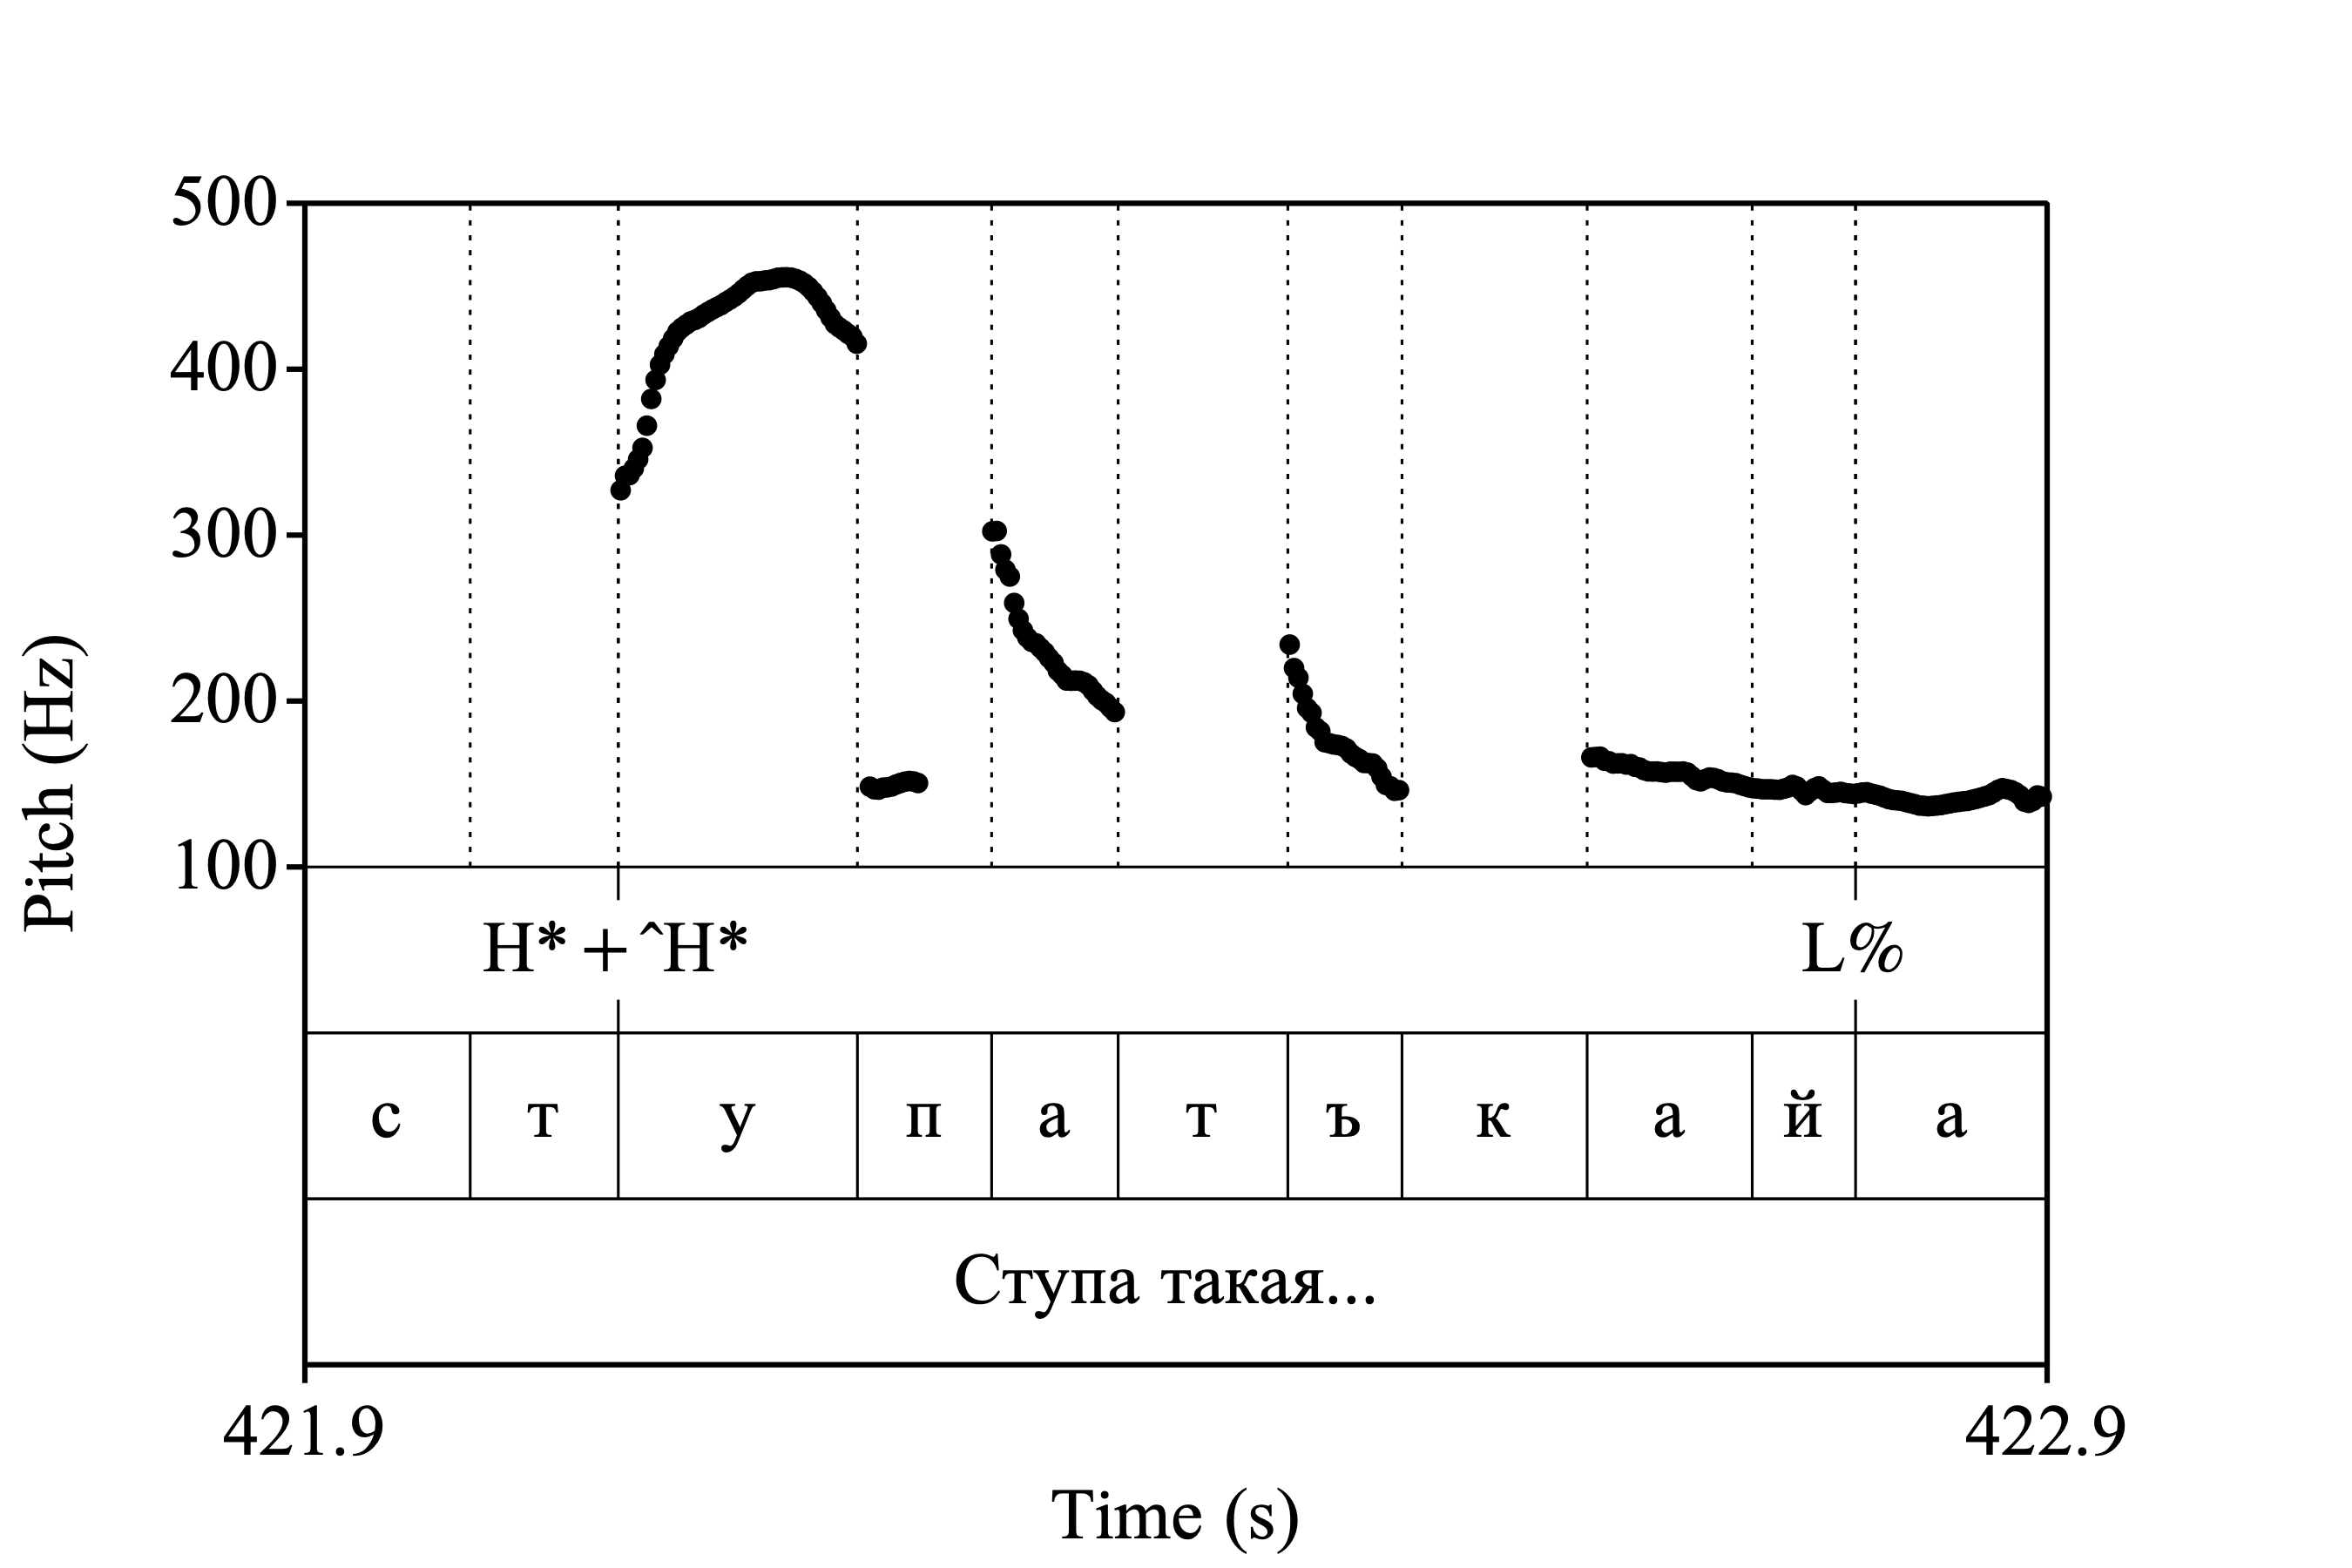 Pitch (Hz)
500
400
300
200
100
H*+^H* L%
с т у п а т ъ к а й а
Ступа такая...
421.9 422.9
Time (s)